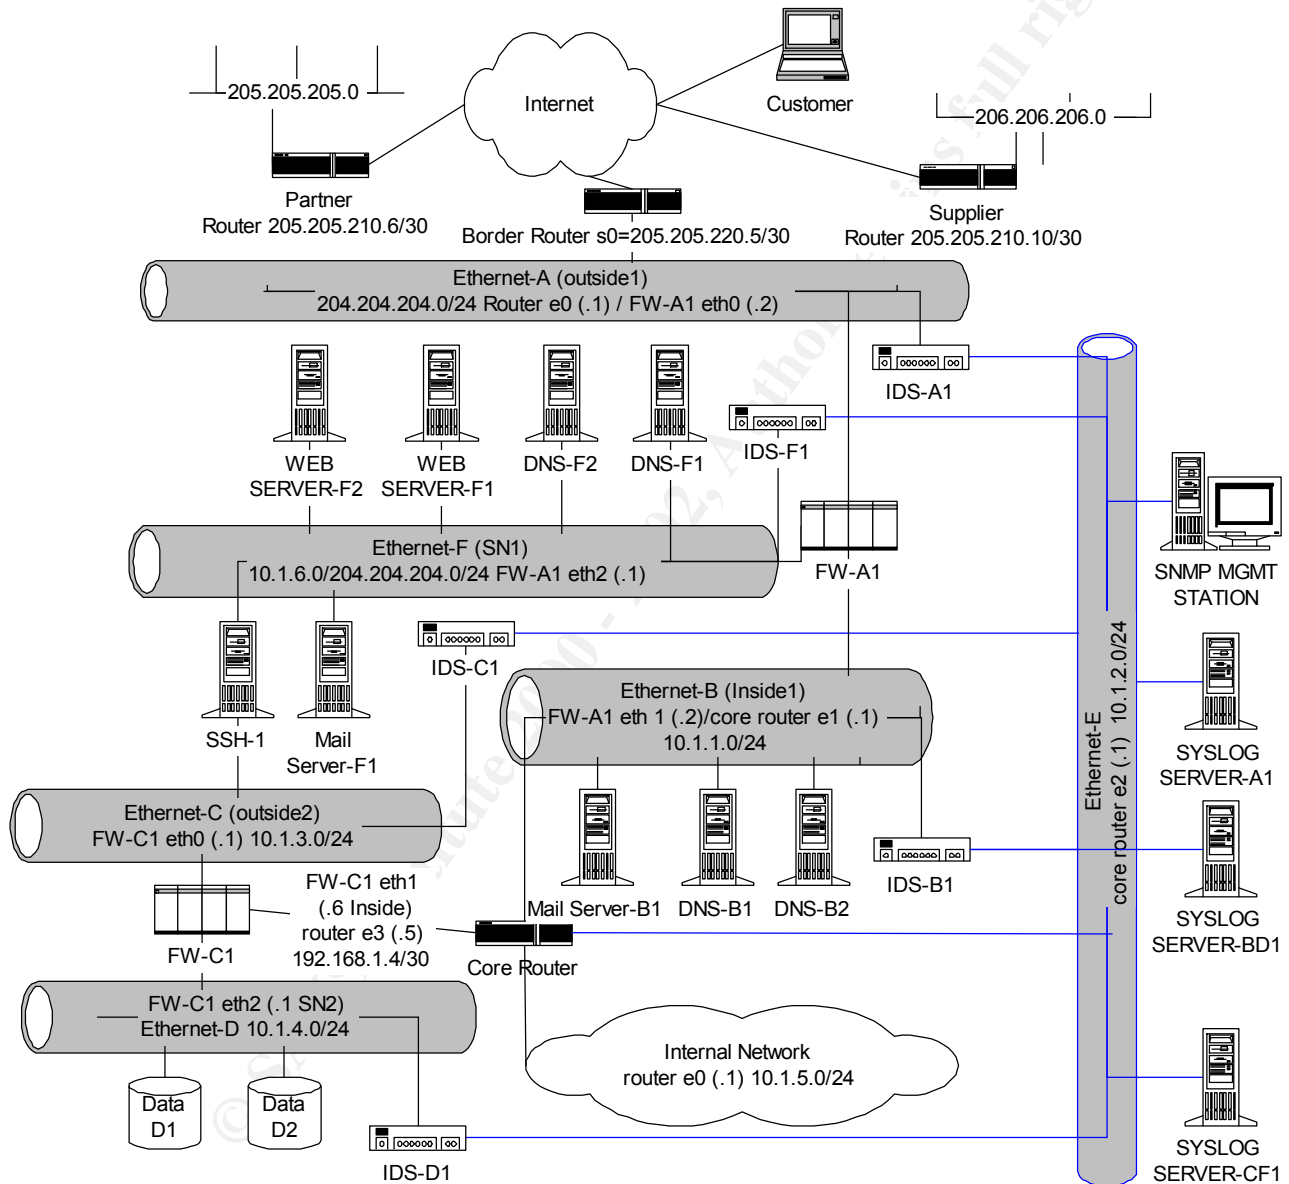 205.205.205.0
Internet
Customer
206.206.206.0
Partner
Router 205.205.210.6/30
Border Router s0=205.205.220.5/30
Supplier
Router 205.205.210.10/30
Ethernet-A (outside1)
204.204.204.0/24 Router e0 (.1) / FW-A1 eth0 (.2)
IDS-A1
WEB
SERVER-F2
WEB
SERVER-F1
DNS-F2
DNS-F1
IDS-F1
Ethernet-F (SN1)
10.1.6.0/204.204.204.0/24 FW-A1 eth2 (.1)
FW-A1
SNMP MGMT
STATION
SSH-1
Mail
Server-F1
IDS-C1
Ethernet-B (Inside1)
FW-A1 eth 1 (.2)/core router e1 (.1)
10.1.1.0/24
Ethernet-E
core router e2 (.1) 10.1.2.0/24
SYSLOG
SERVER-A1
Ethernet-C (outside2)
FW-C1 eth0 (.1) 10.1.3.0/24
Mail Server-B1
DNS-B1
DNS-B2
IDS-B1
SYSLOG
SERVER-BD1
FW-C1 eth1
(.6 Inside)
router e3 (.5)
192.168.1.4/30
FW-C1
Core Router
FW-C1 eth2 (.1 SN2)
Ethernet-D 10.1.4.0/24
Internal Network
router e0 (.1) 10.1.5.0/24
Data
D1
Data
D2
IDS-D1
SYSLOG
SERVER-CF1